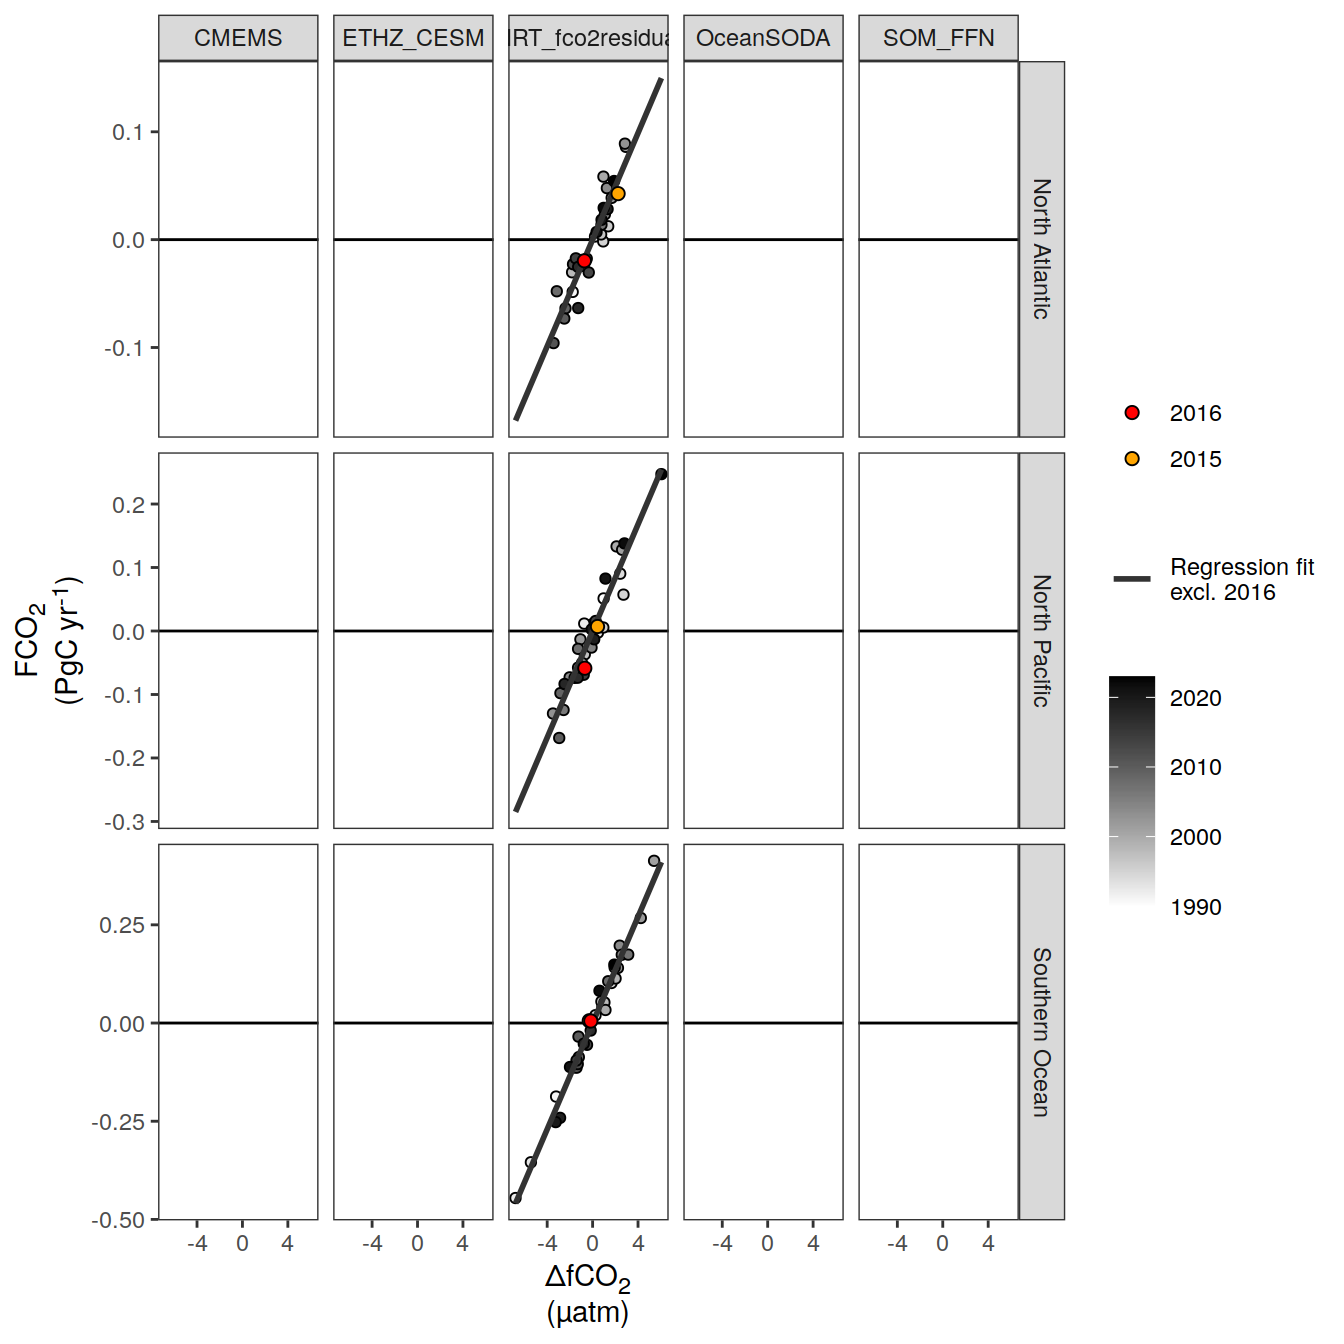 CMEMS
ETHZ_CESM
IRT_fco2residua
OceanSODA
SOM_FFN
0.1
0.0
-0.1
North Atlantic
0.2
0.1
0.0
-0.1
-0.2
-0.3
North Pacific
0.25
0.00
-0.25
-0.50
Southern Ocean
-4 0 4
-4 0 4
-4 0 4
-4 0 4
-4 0 4
FCO₂
(PgC yr⁻¹)
ΔfCO₂
(µatm)
2016
2015
Regression fit
excl. 2016
2020
2010
2000
1990